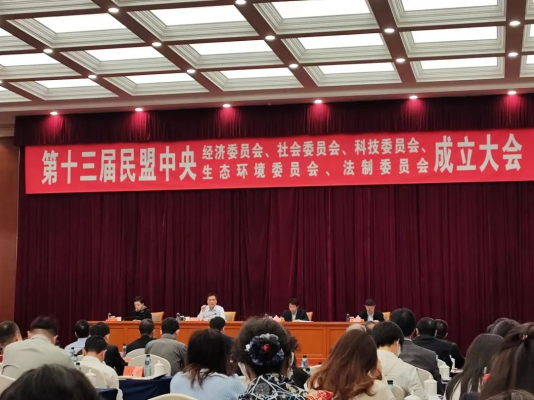 第十三届民盟中央
经济委员会、社会委员会、科技委员会、
生态环境委员会、法制委员会
成立大会